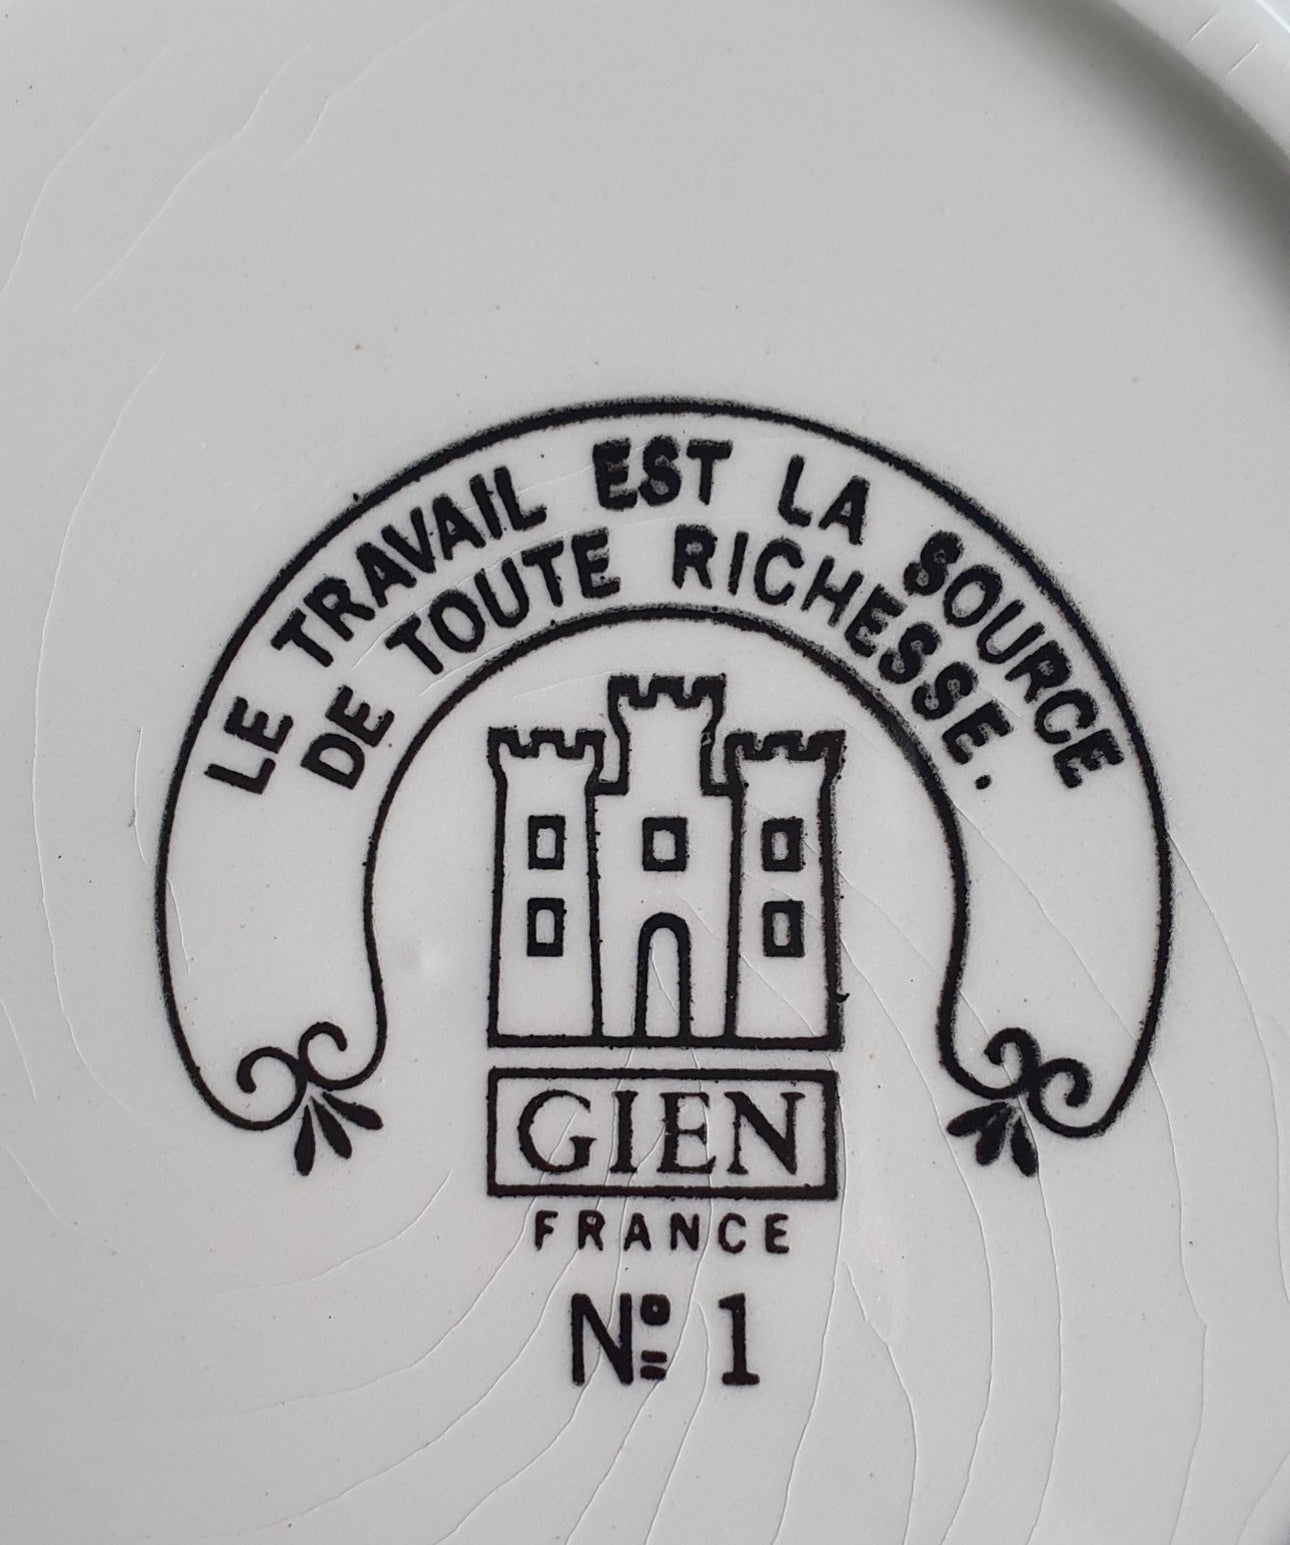 LE TRAVAIL EST LA SOURCE
DE TOUTE RICHESSE.
GIEN
FRANCE
Nº 1